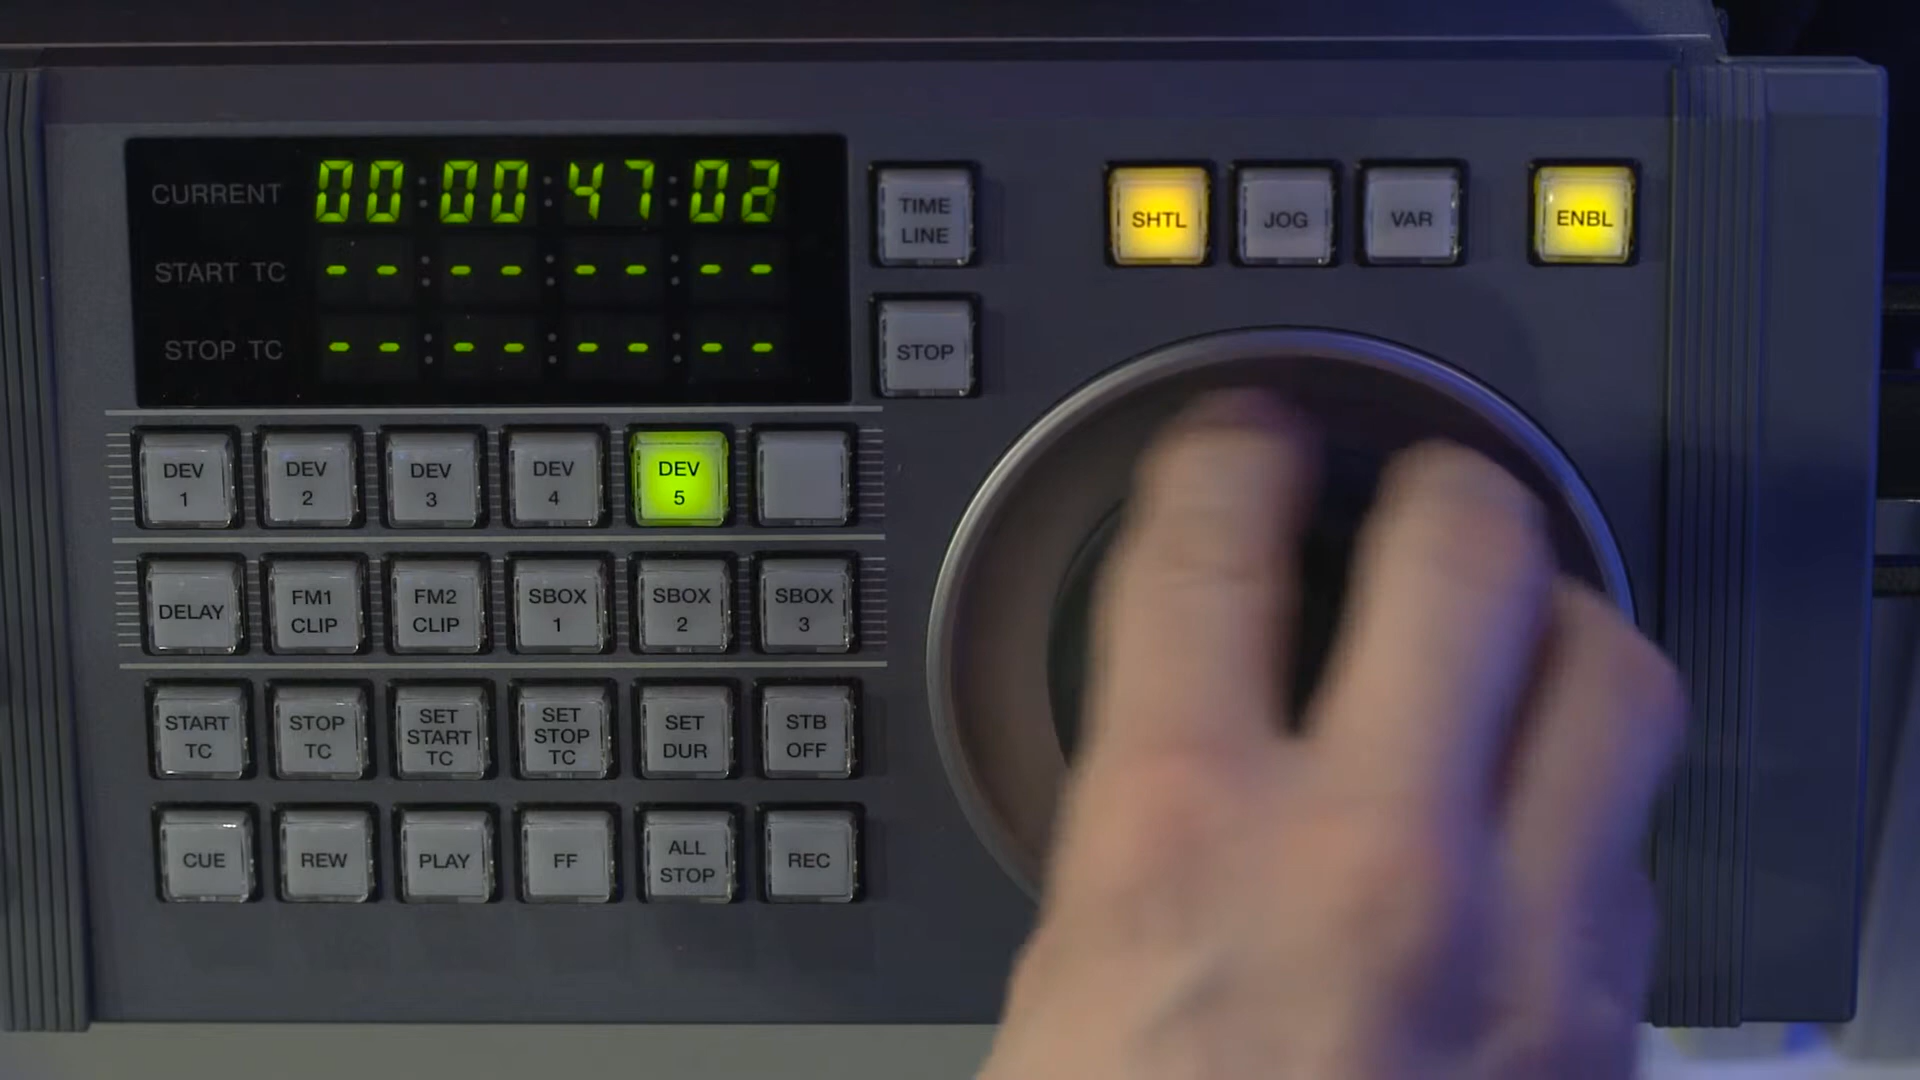 CURRENT 00:00:47:02
START TC --:--:--:--
STOP TC --:--:--:--
TIME
LINE
STOP
SHTL
JOG
VAR
ENBL
DEV
1
DEV
2
DEV
3
DEV
4
DEV
5
DELAY
FM1
CLIP
FM2
CLIP
SBOX
1
SBOX
2
SBOX
3
START
TC
STOP
TC
SET
START
TC
SET
STOP
TC
SET
DUR
STB
OFF
CUE
REW
PLAY
FF
ALL
STOP
REC